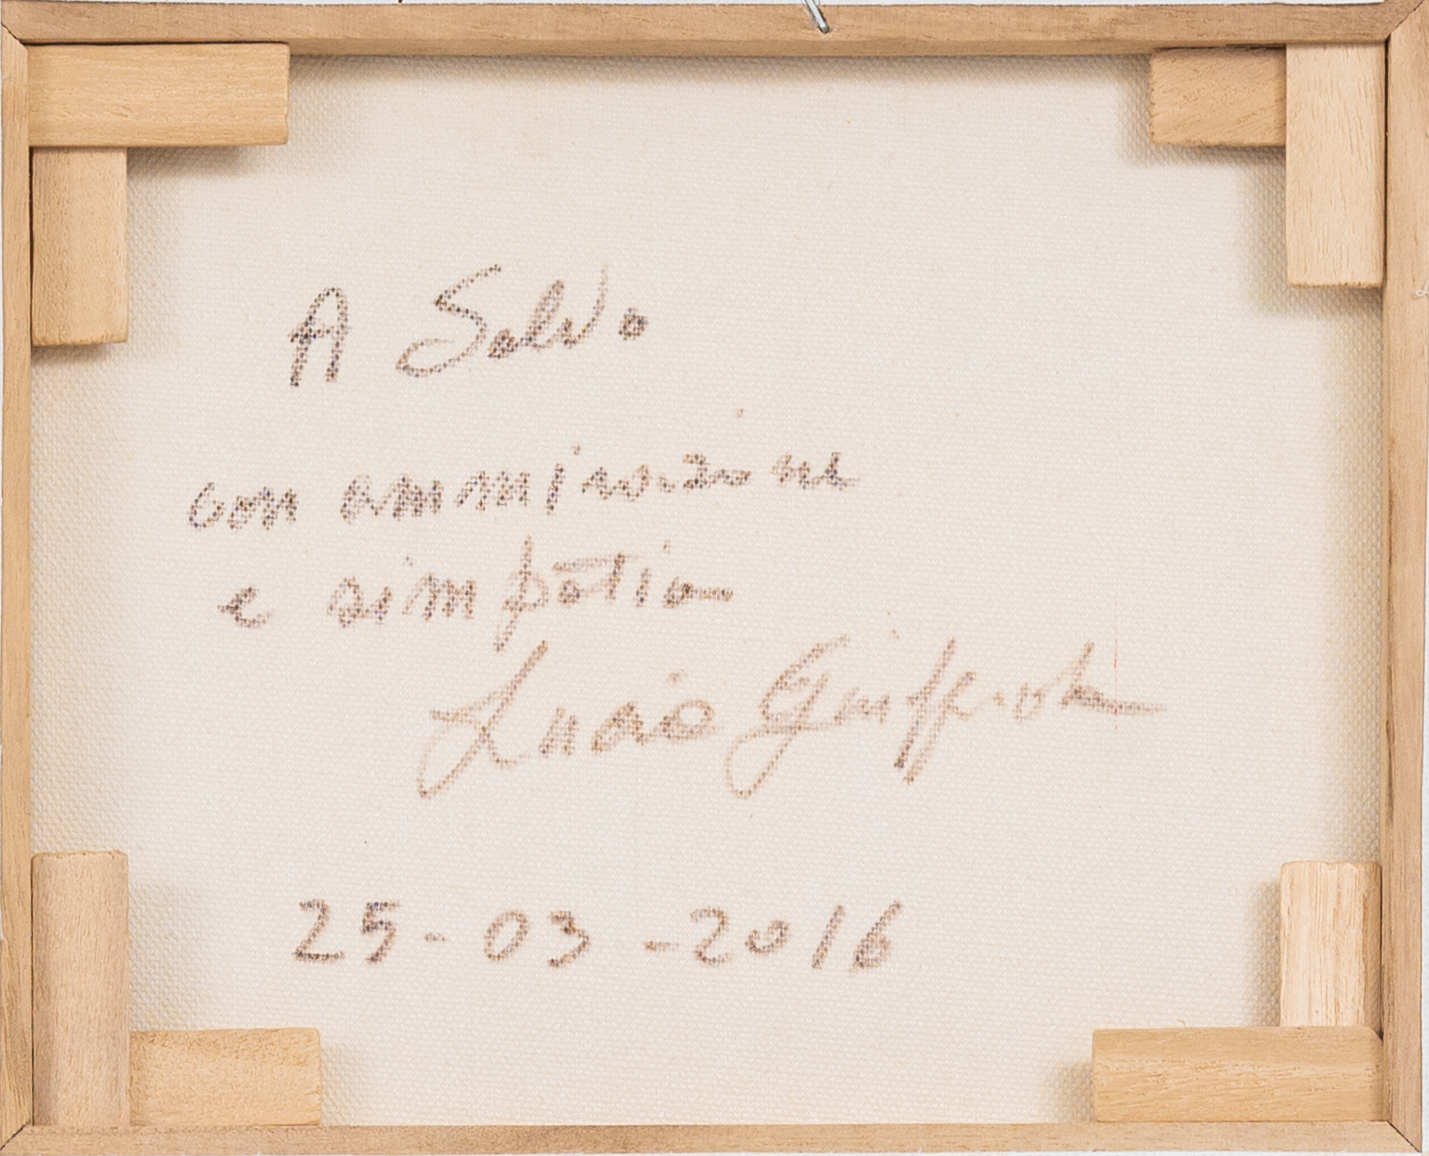 A Salvo
con ammirazione
e simpatia
Lucio Giuffrida
25-03-2016